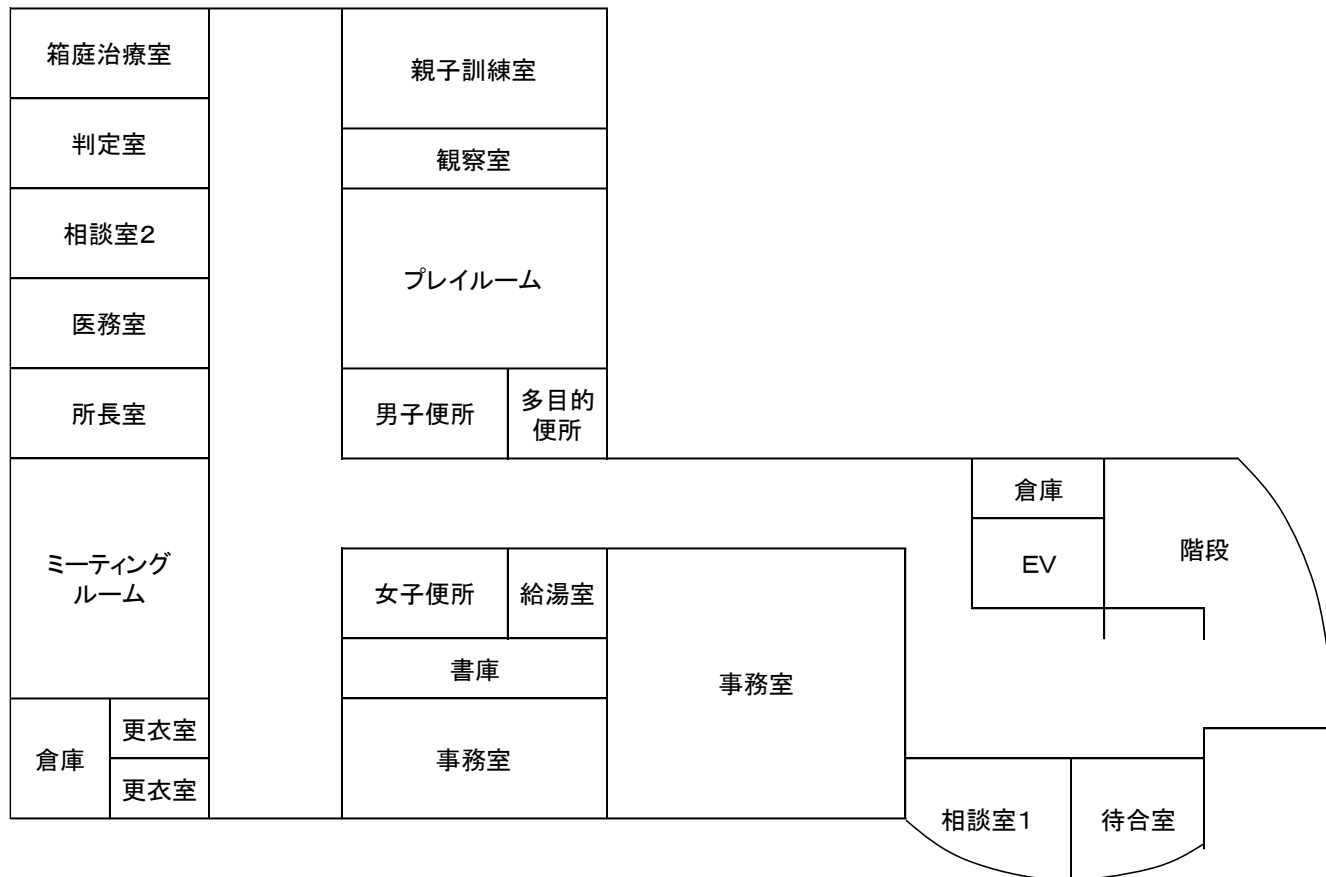 箱庭治療室
親子訓練室
判定室
観察室
相談室2
プレイルーム
医務室
所長室
男子便所
多目的
便所
倉庫
階段
EV
ミーティング
ルーム
女子便所
給湯室
書庫
事務室
倉庫
更衣室
更衣室
事務室
相談室1
待合室